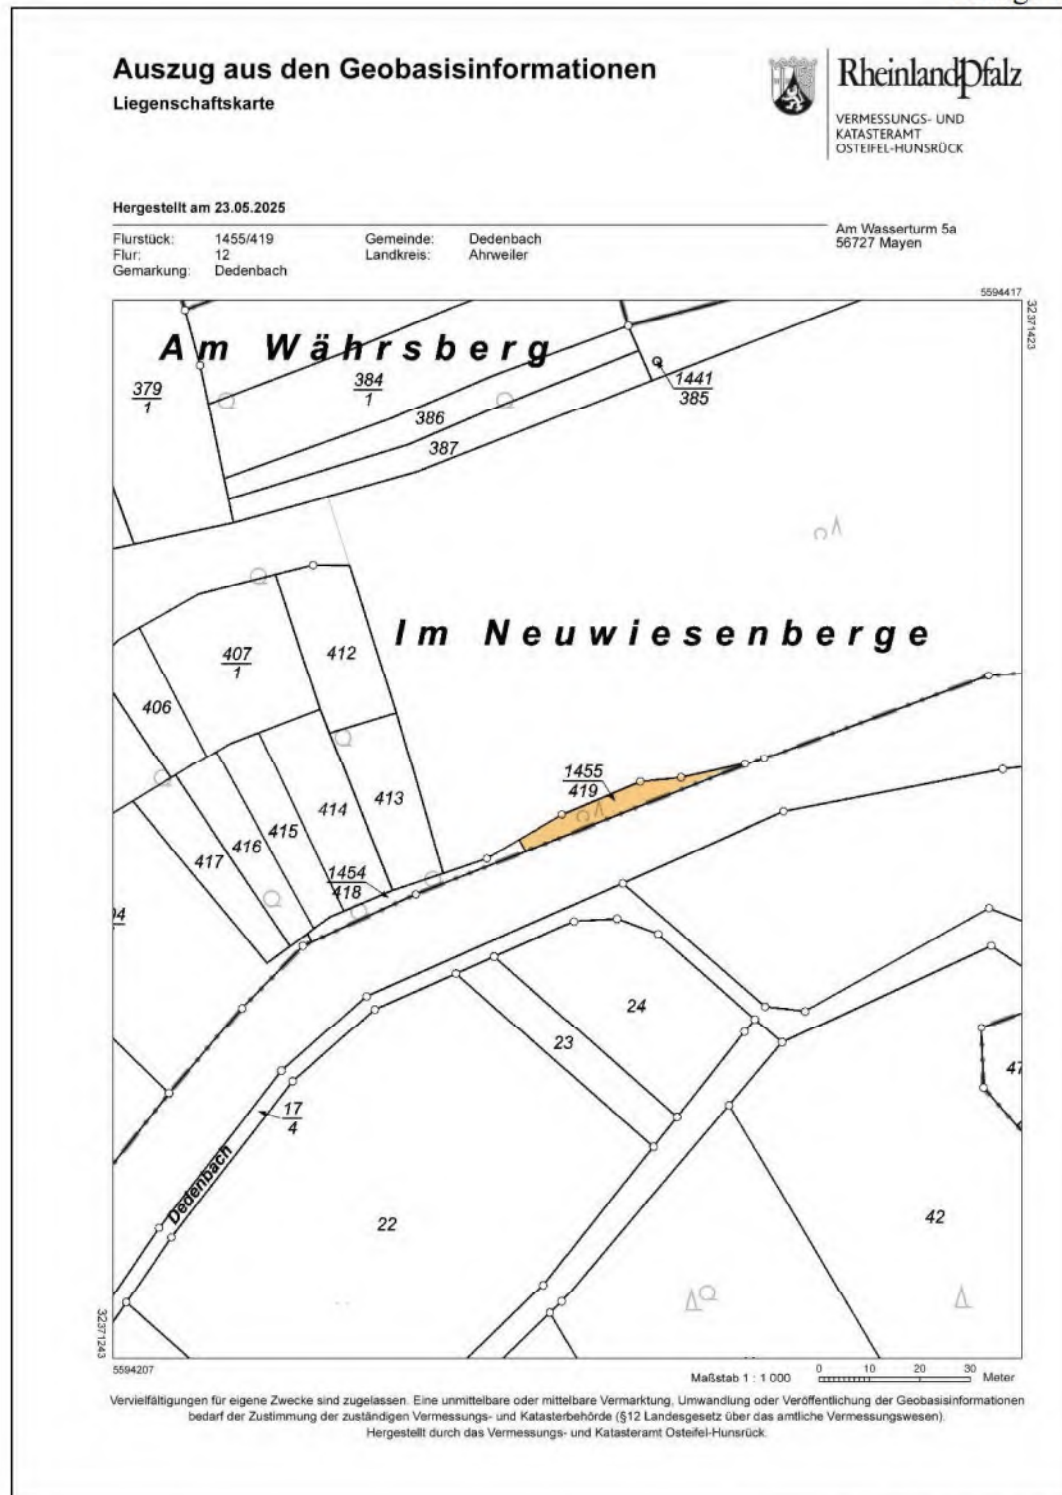 Auszug aus den Geobasisinformationen
Liegenschaftskarte
RheinlandPfalz
VERMESSUNGS- UND
KATASTERAMT
OSTEIFEL-HUNSRÜCK
Hergestellt am 23.05.2025
Flurstück: 1455/419 Gemeinde: Dedenbach
Flur: 12 Landkreis: Ahrweiler
Gemarkung: Dedenbach
Am Wasserturm 5a
56727 Mayen
5594417
32371423
Am Währsberg
379
1
384
1
1441
385
386
387
Im Neuwiesenberge
407
1
412
406
1455
419
413
414
415
416
417
1454
418
24
23
47
17
4
Dedenbach
22
42
32371243
5594207
Maßstab 1 : 1 000 0 10 20 30 Meter
Vervielfältigungen für eigene Zwecke sind zugelassen. Eine unmittelbare oder mittelbare Vermarktung, Umwandlung oder Veröffentlichung der Geobasisinformationen
bedarf der Zustimmung der zuständigen Vermessungs- und Katasterbehörde (§12 Landesgesetz über das amtliche Vermessungswesen).
Hergestellt durch das Vermessungs- und Katasteramt Osteifel-Hunsrück.